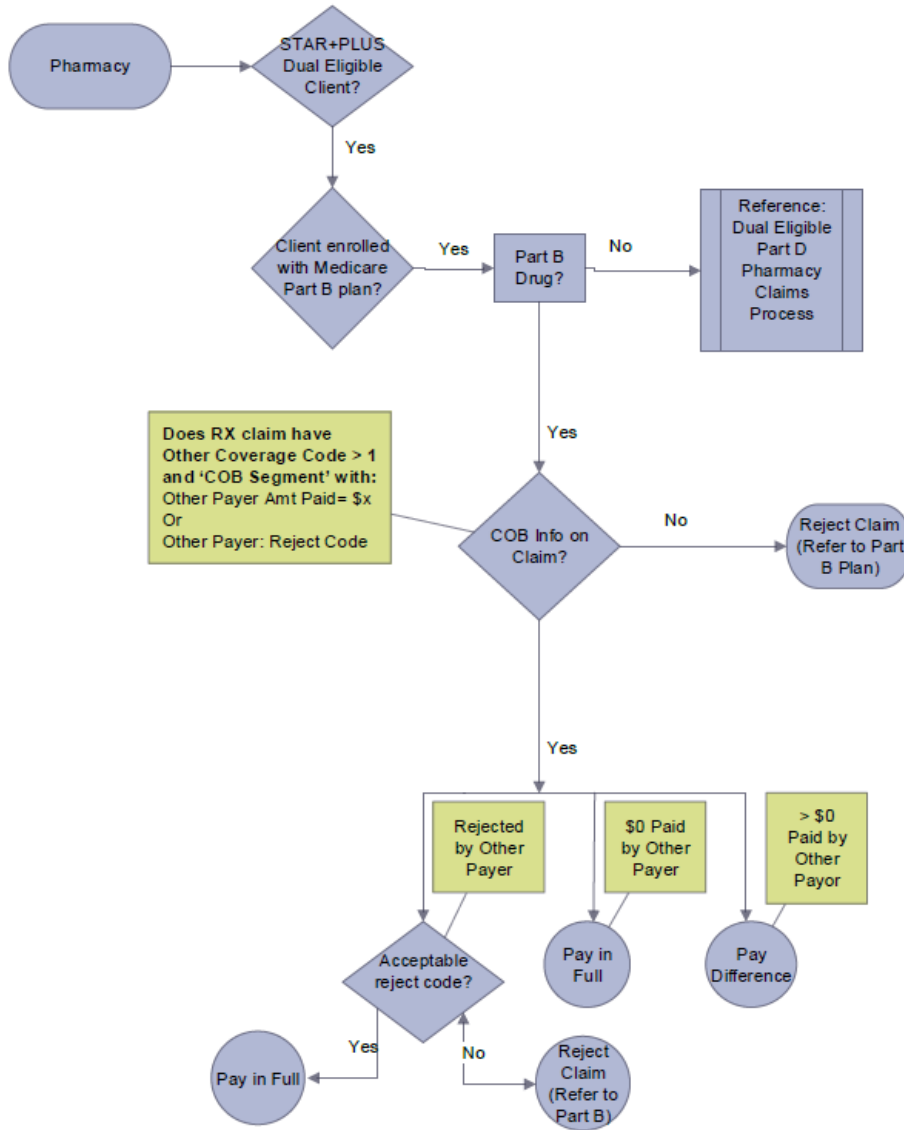 Pharmacy
STAR+PLUS
Dual Eligible
Client?
Yes
Client enrolled
with Medicare
Part B plan?
Yes
Part B
Drug?
No
Reference:
Dual Eligible
Part D
Pharmacy
Claims
Process
Yes
Does RX claim have
Other Coverage Code > 1
and ‘COB Segment’ with:
Other Payer Amt Paid= $x
Or
Other Payer: Reject Code
COB Info on
Claim?
No
Reject Claim
(Refer to Part
B Plan)
Yes
Rejected
by Other
Payer
$0 Paid
by Other
Payer
> $0
Paid by
Other
Payor
Acceptable
reject code?
Pay in
Full
Pay
Difference
Yes
No
Pay in Full
Reject
Claim
(Refer to
Part B)